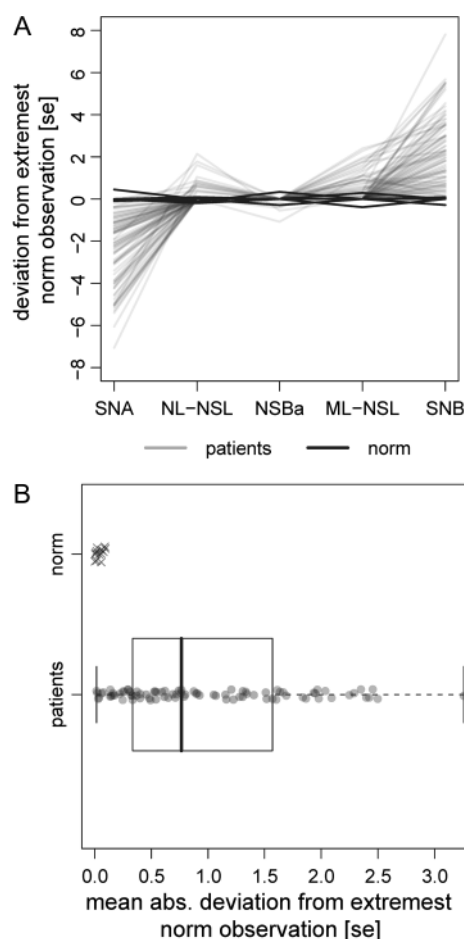 A
deviation from extremest
norm observation [se]
8
6
4
2
0
-2
-4
-6
-8
SNA NL-NSL NSBa ML-NSL SNB
patients norm
B
norm
patients
0.0 0.5 1.0 1.5 2.0 2.5 3.0
mean abs. deviation from extremest
norm observation [se]